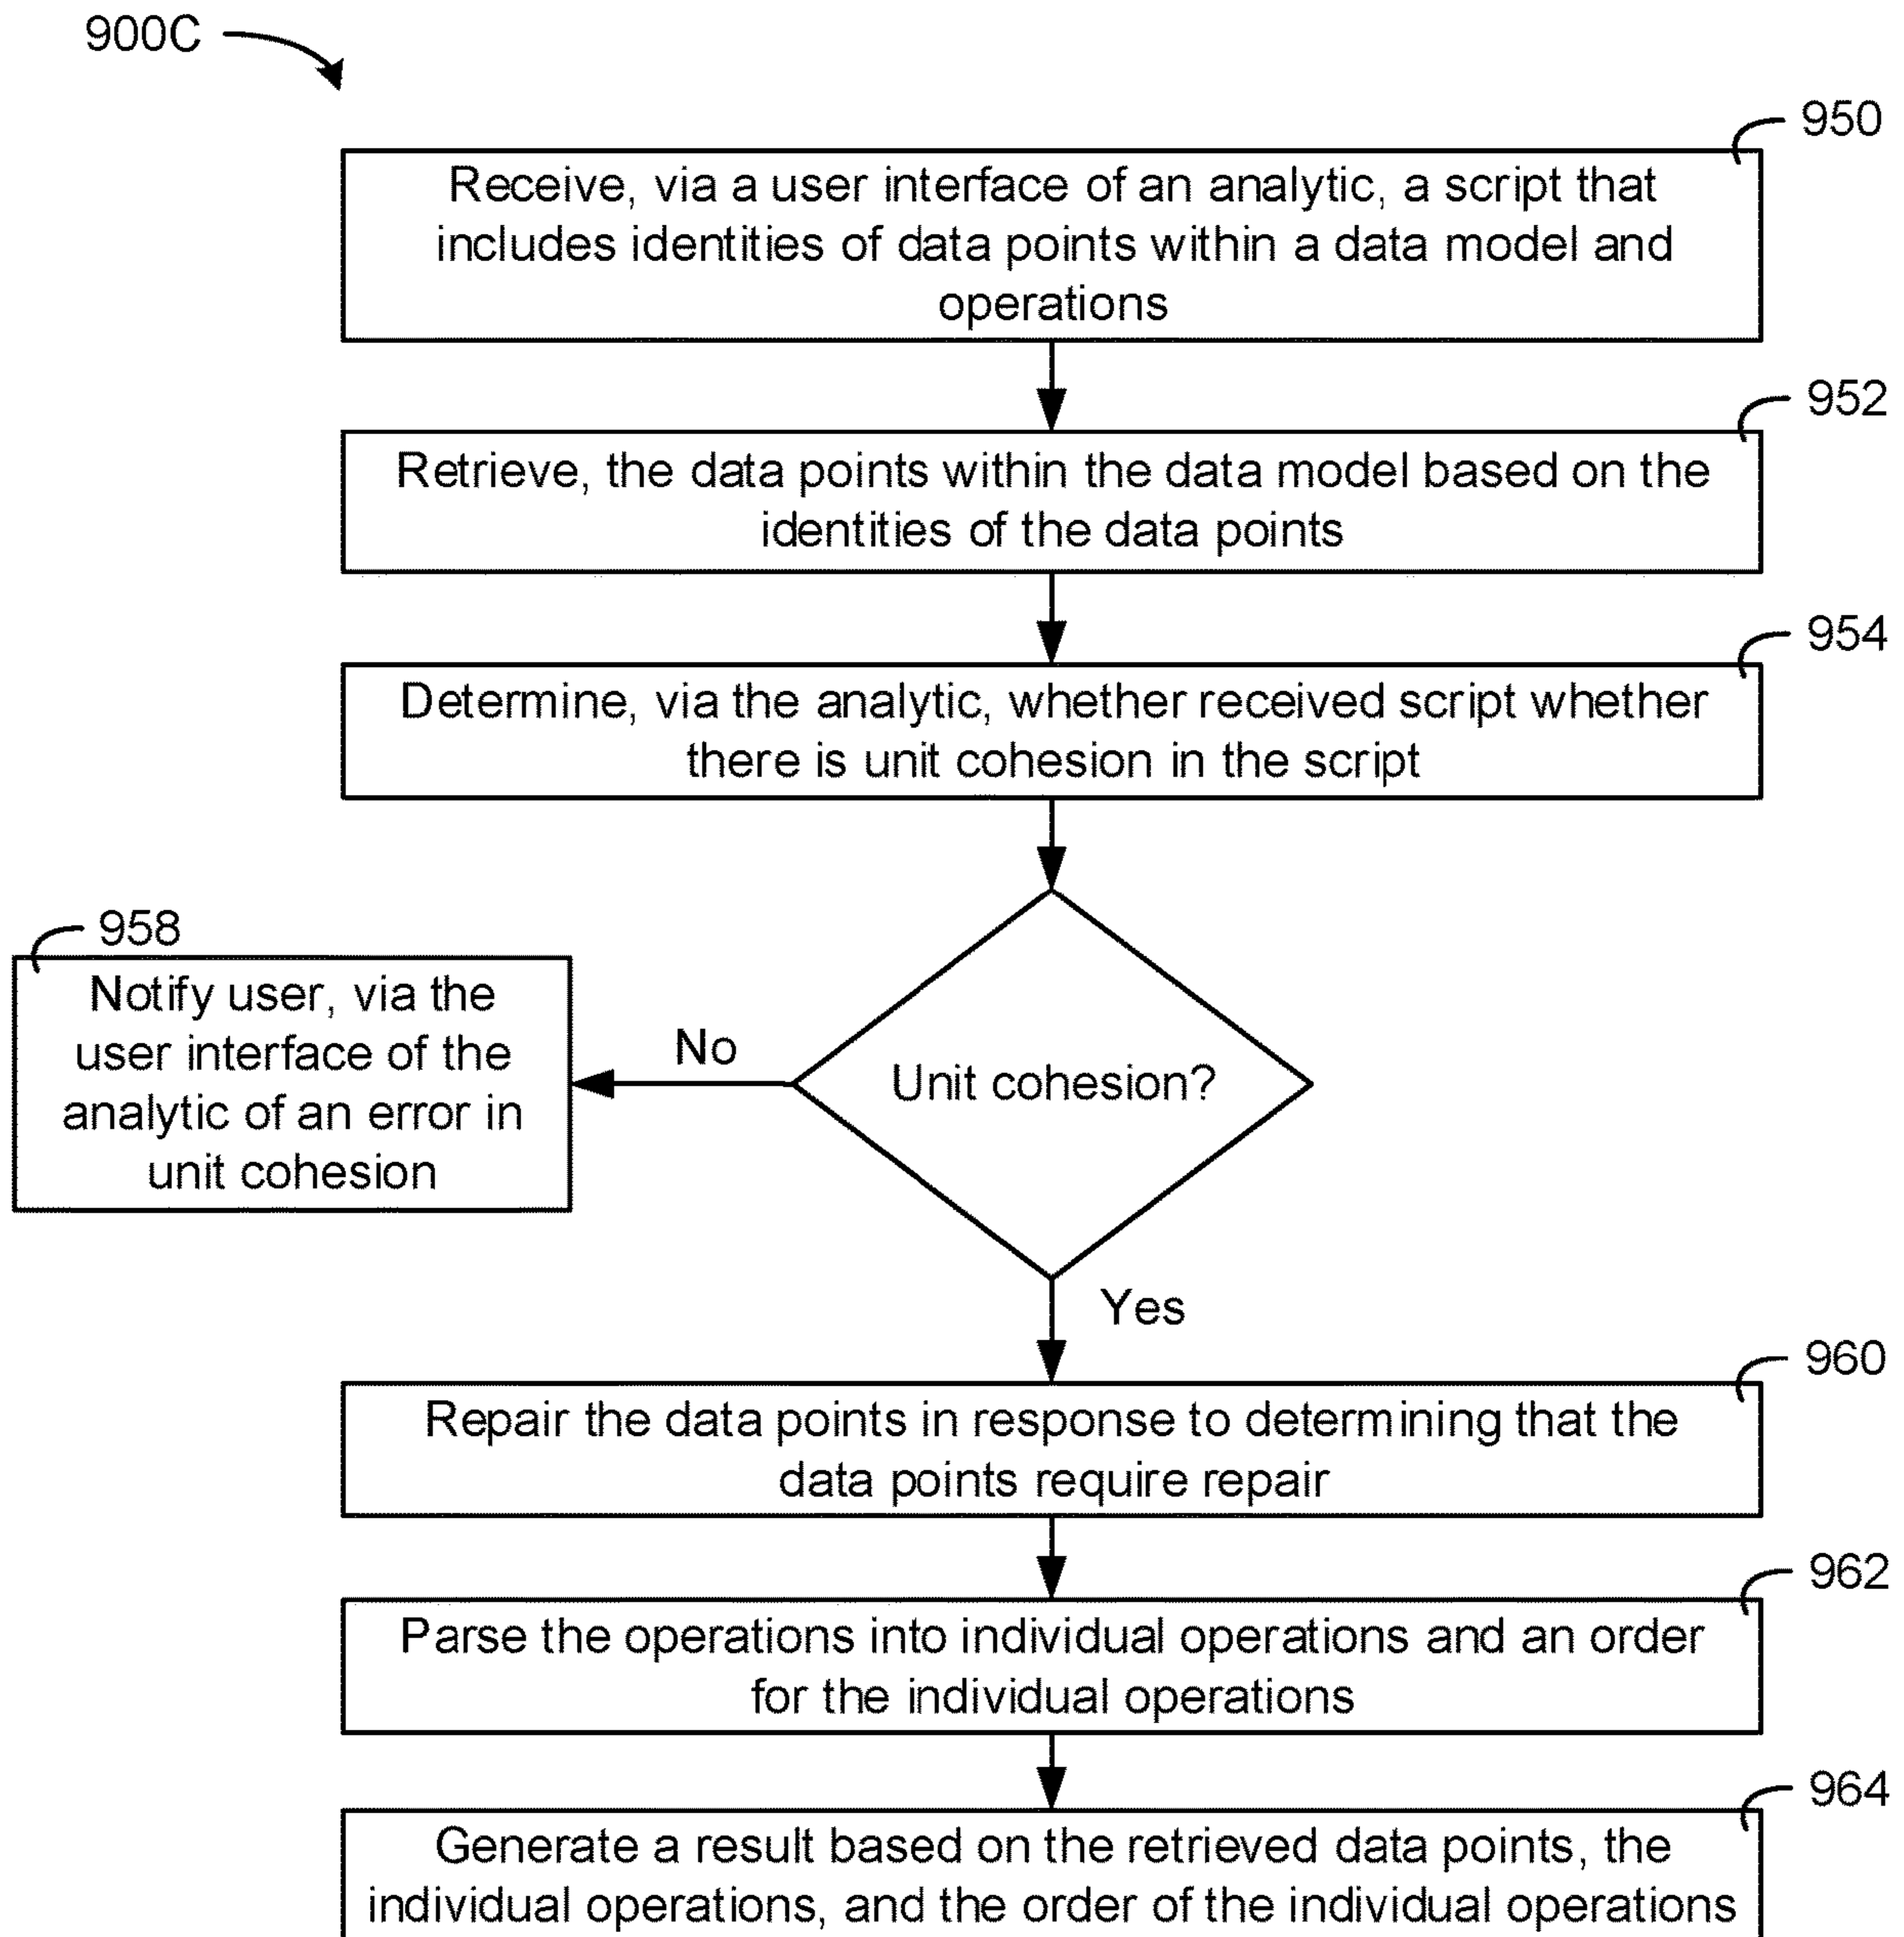 900C
950
Receive, via a user interface of an analytic, a script that
includes identities of data points within a data model and
operations
952
Retrieve, the data points within the data model based on the
identities of the data points
954
Determine, via the analytic, whether received script whether
there is unit cohesion in the script
958
Notify user, via the
user interface of the
analytic of an error in
unit cohesion
No
Unit cohesion?
Yes
960
Repair the data points in response to determining that the
data points require repair
962
Parse the operations into individual operations and an order
for the individual operations
964
Generate a result based on the retrieved data points, the
individual operations, and the order of the individual operations